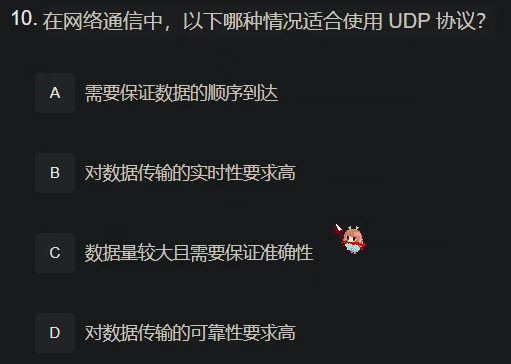 10. 在网络通信中，以下哪种情况适合使用 UDP 协议？
A 需要保证数据的顺序到达
B 对数据传输的实时性要求高
C 数据量较大且需要保证准确性
D 对数据传输的可靠性要求高